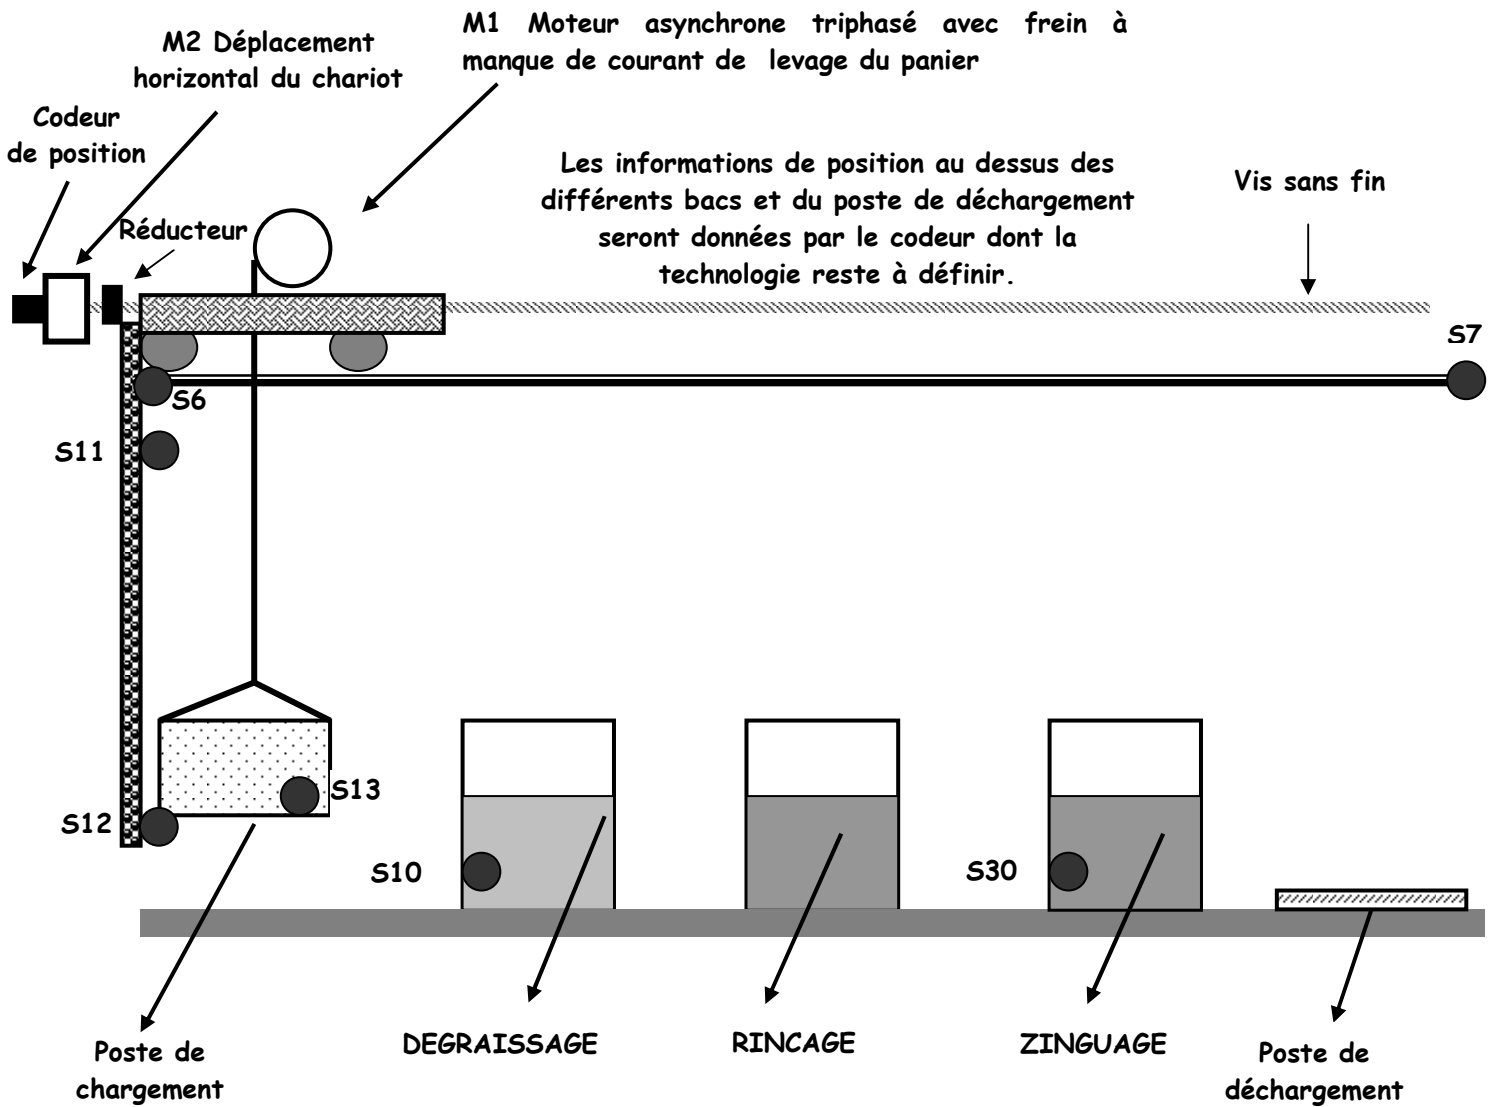 M1 Moteur asynchrone triphasé avec frein à
manque de courant de levage du panier
M2 Déplacement
horizontal du chariot
Codeur
de position
Les informations de position au dessus des
différents bacs et du poste de déchargement
seront données par le codeur dont la
technologie reste à définir.
Vis sans fin
Réducteur
S7
S6
S11
S13
S12
S10
S30
DEGRAISSAGE
RINCAGE
ZINGUAGE
Poste de
chargement
Poste de
déchargement